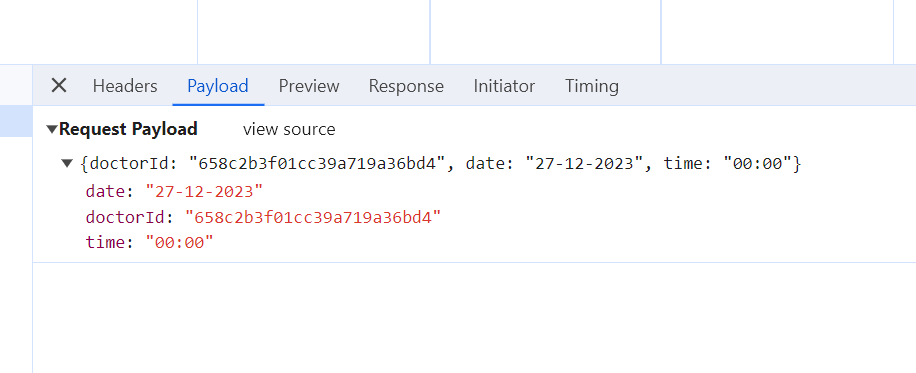 Headers Payload Preview Response Initiator Timing
Request Payload view source
{doctorId: "658c2b3f01cc39a719a36bd4", date: "27-12-2023", time: "00:00"}
date: "27-12-2023"
doctorId: "658c2b3f01cc39a719a36bd4"
time: "00:00"